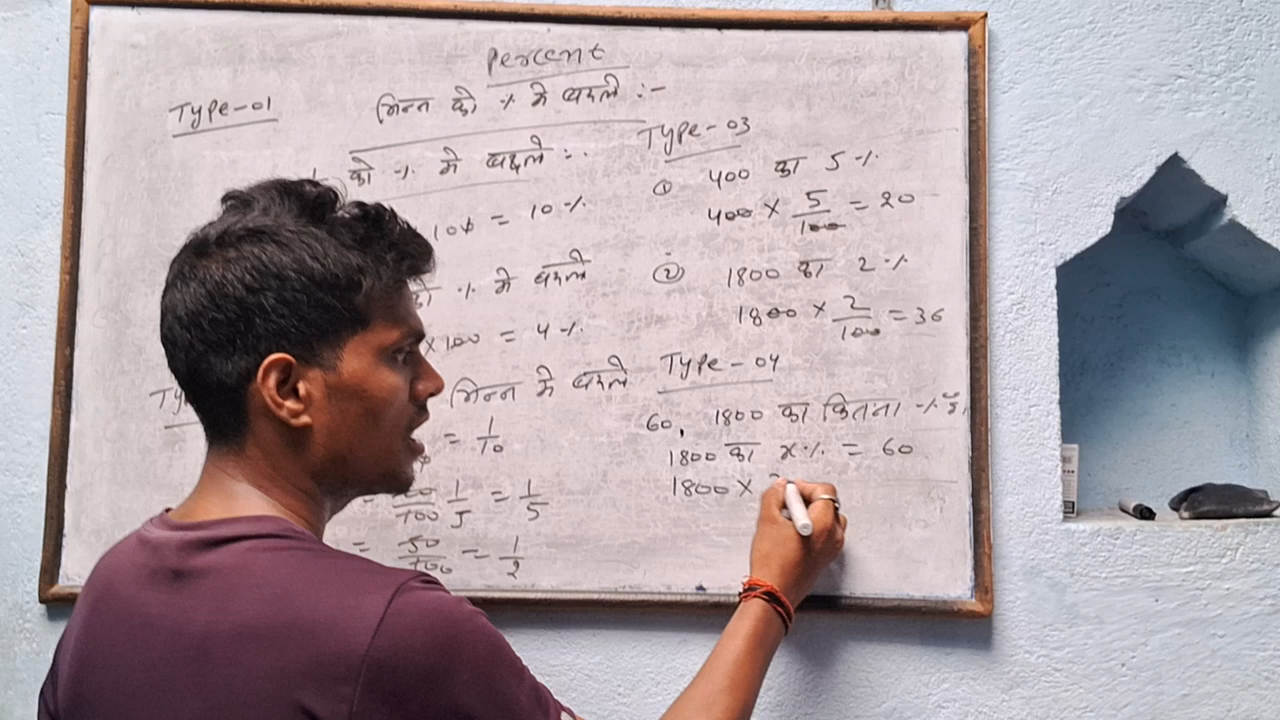 Percent
Type-01
भिन्न को % में बदले :-
को % में बदले :-
100 = 10%
% में बदले
×100 = 4%
भिन्न में बदले
= 1/10
= 1/5 = 1/5
= 50/100 = 1/2
Type-03
① 400 का 5%
400 × 5/100 = 20
② 1800 का 2%
1800 × 2/100 = 36
Type-04
60, 1800 का कितना % है,
1800 का x% = 60
1800 ×